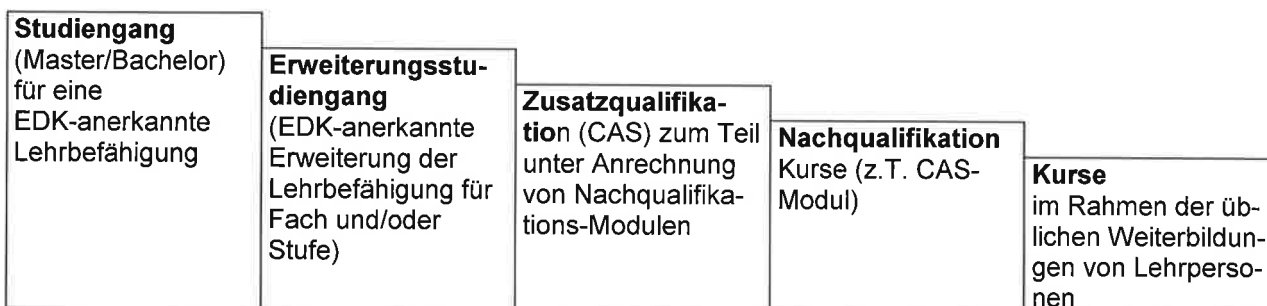 Studiengang
(Master/Bachelor)
für eine
EDK-anerkannte
Lehrbefähigung
Erweiterungsstu-
diengang
(EDK-anerkannte
Erweiterung der
Lehrbefähigung für
Fach und/oder
Stufe)
Zusatzqualifika-
tion (CAS) zum Teil
unter Anrechnung
von Nachqualifika-
tions-Modulen
Nachqualifikation
Kurse (z.T. CAS-
Modul)
Kurse
im Rahmen der üb-
lichen Weiterbildun-
gen von Lehrperso-
nen